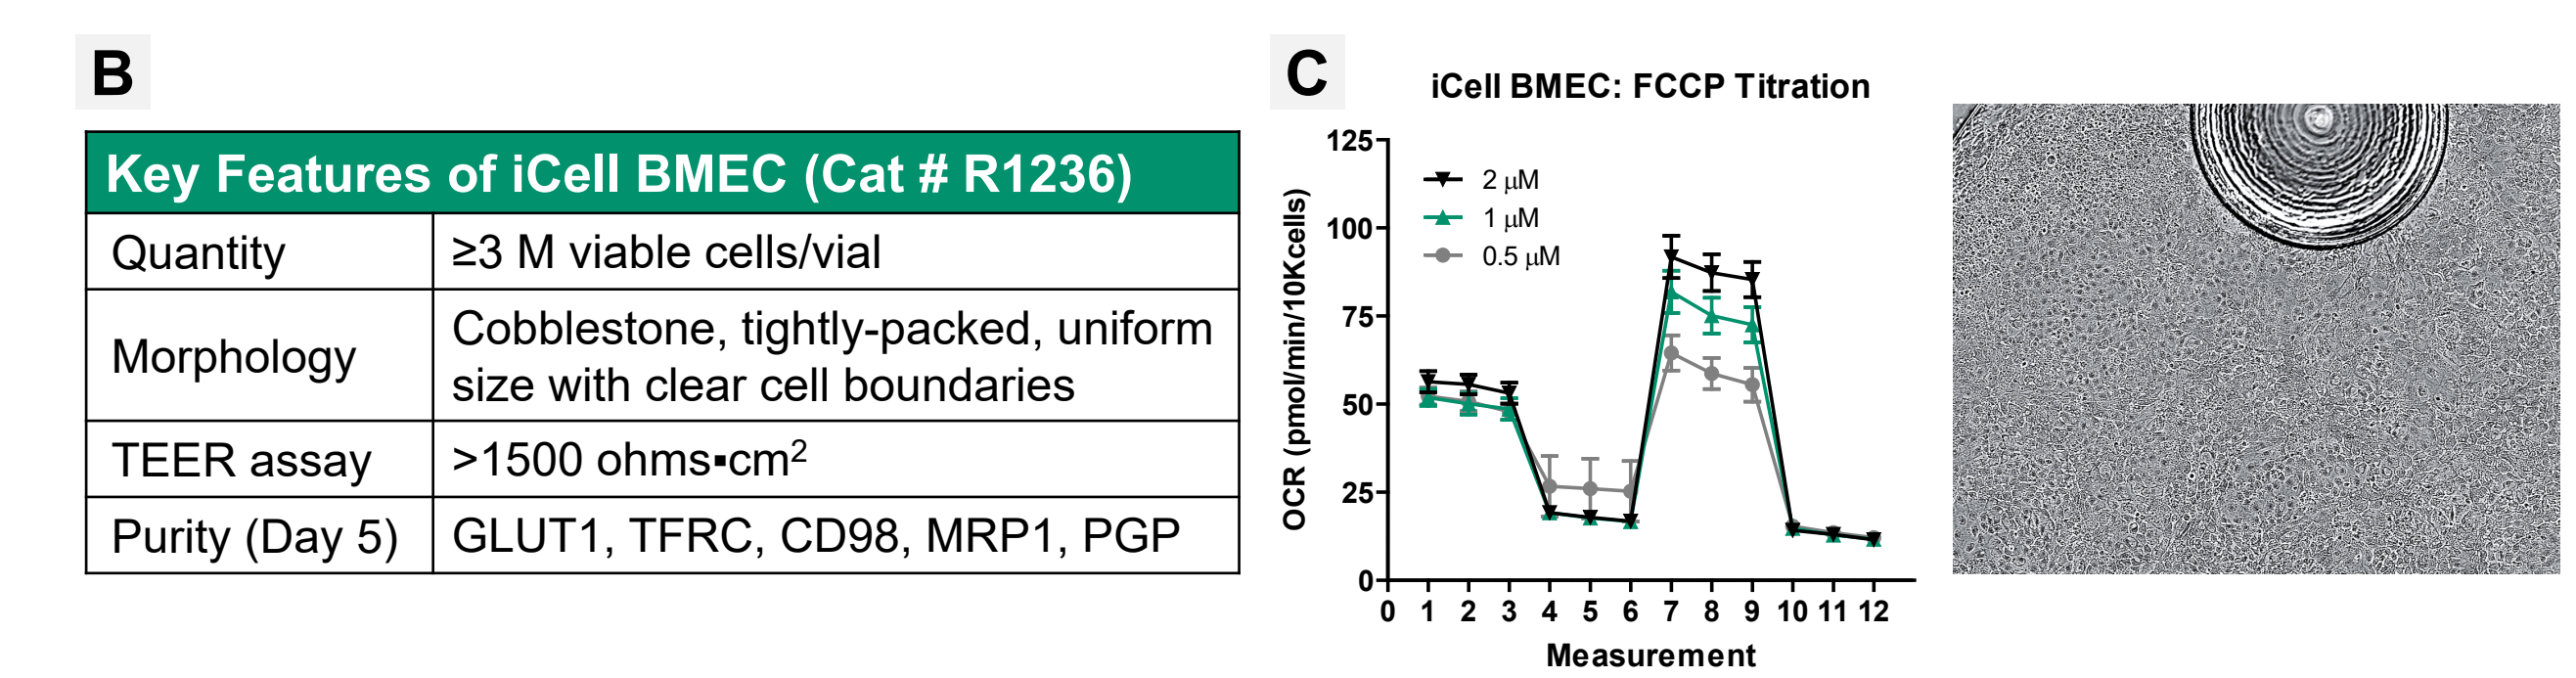 B
Key Features of iCell BMEC (Cat # R1236)
Quantity
≥3 M viable cells/vial
Morphology
Cobblestone, tightly-packed, uniform
size with clear cell boundaries
TEER assay
>1500 ohms▪cm²
Purity (Day 5)
GLUT1, TFRC, CD98, MRP1, PGP
C
iCell BMEC: FCCP Titration
OCR (pmol/min/10Kcells)
125
100
75
50
25
0
2 μM
1 μM
0.5 μM
0 1 2 3 4 5 6 7 8 9 10 11 12
Measurement